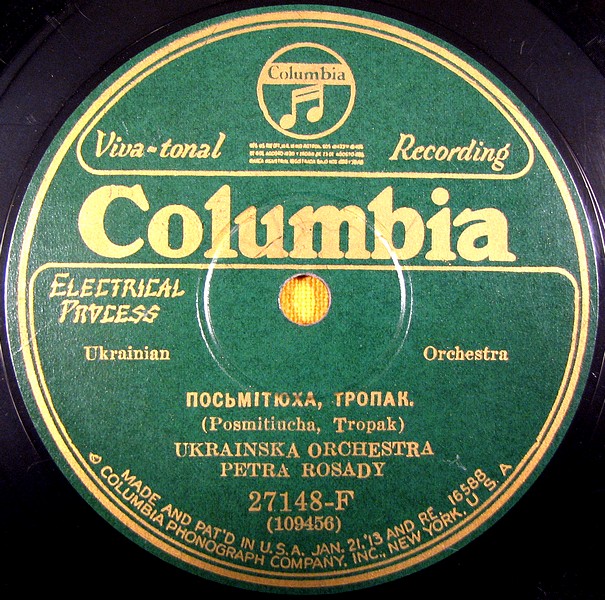 Columbia
Viva-tonal Recording
Columbia
ELECTRICAL
PROCESS
Ukrainian Orchestra
ПОСЬМІТЮХА, ТРОПАК.
(Posmitiucha, Tropak)
UKRAINSKA ORCHESTRA
PETRA ROSADY
27148-F
(109456)
MADE AND PAT'D IN U.S.A. JAN. 21,'13 AND RE. 16588
COLUMBIA PHONOGRAPH COMPANY, INC., NEW YORK, U.S.A